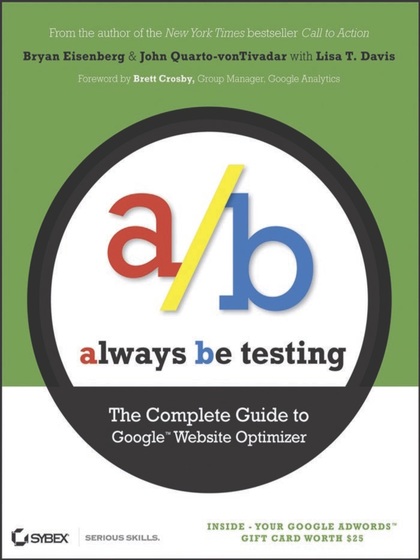 From the author of the New York Times bestseller Call to Action
Bryan Eisenberg & John Quarto-vonTivadar with Lisa T. Davis
Foreword by Brett Crosby, Group Manager, Google Analytics
a/b
always be testing
The Complete Guide to
Google™ Website Optimizer
SYBEX
SERIOUS SKILLS.
INSIDE - YOUR GOOGLE ADWORDS™
GIFT CARD WORTH $25